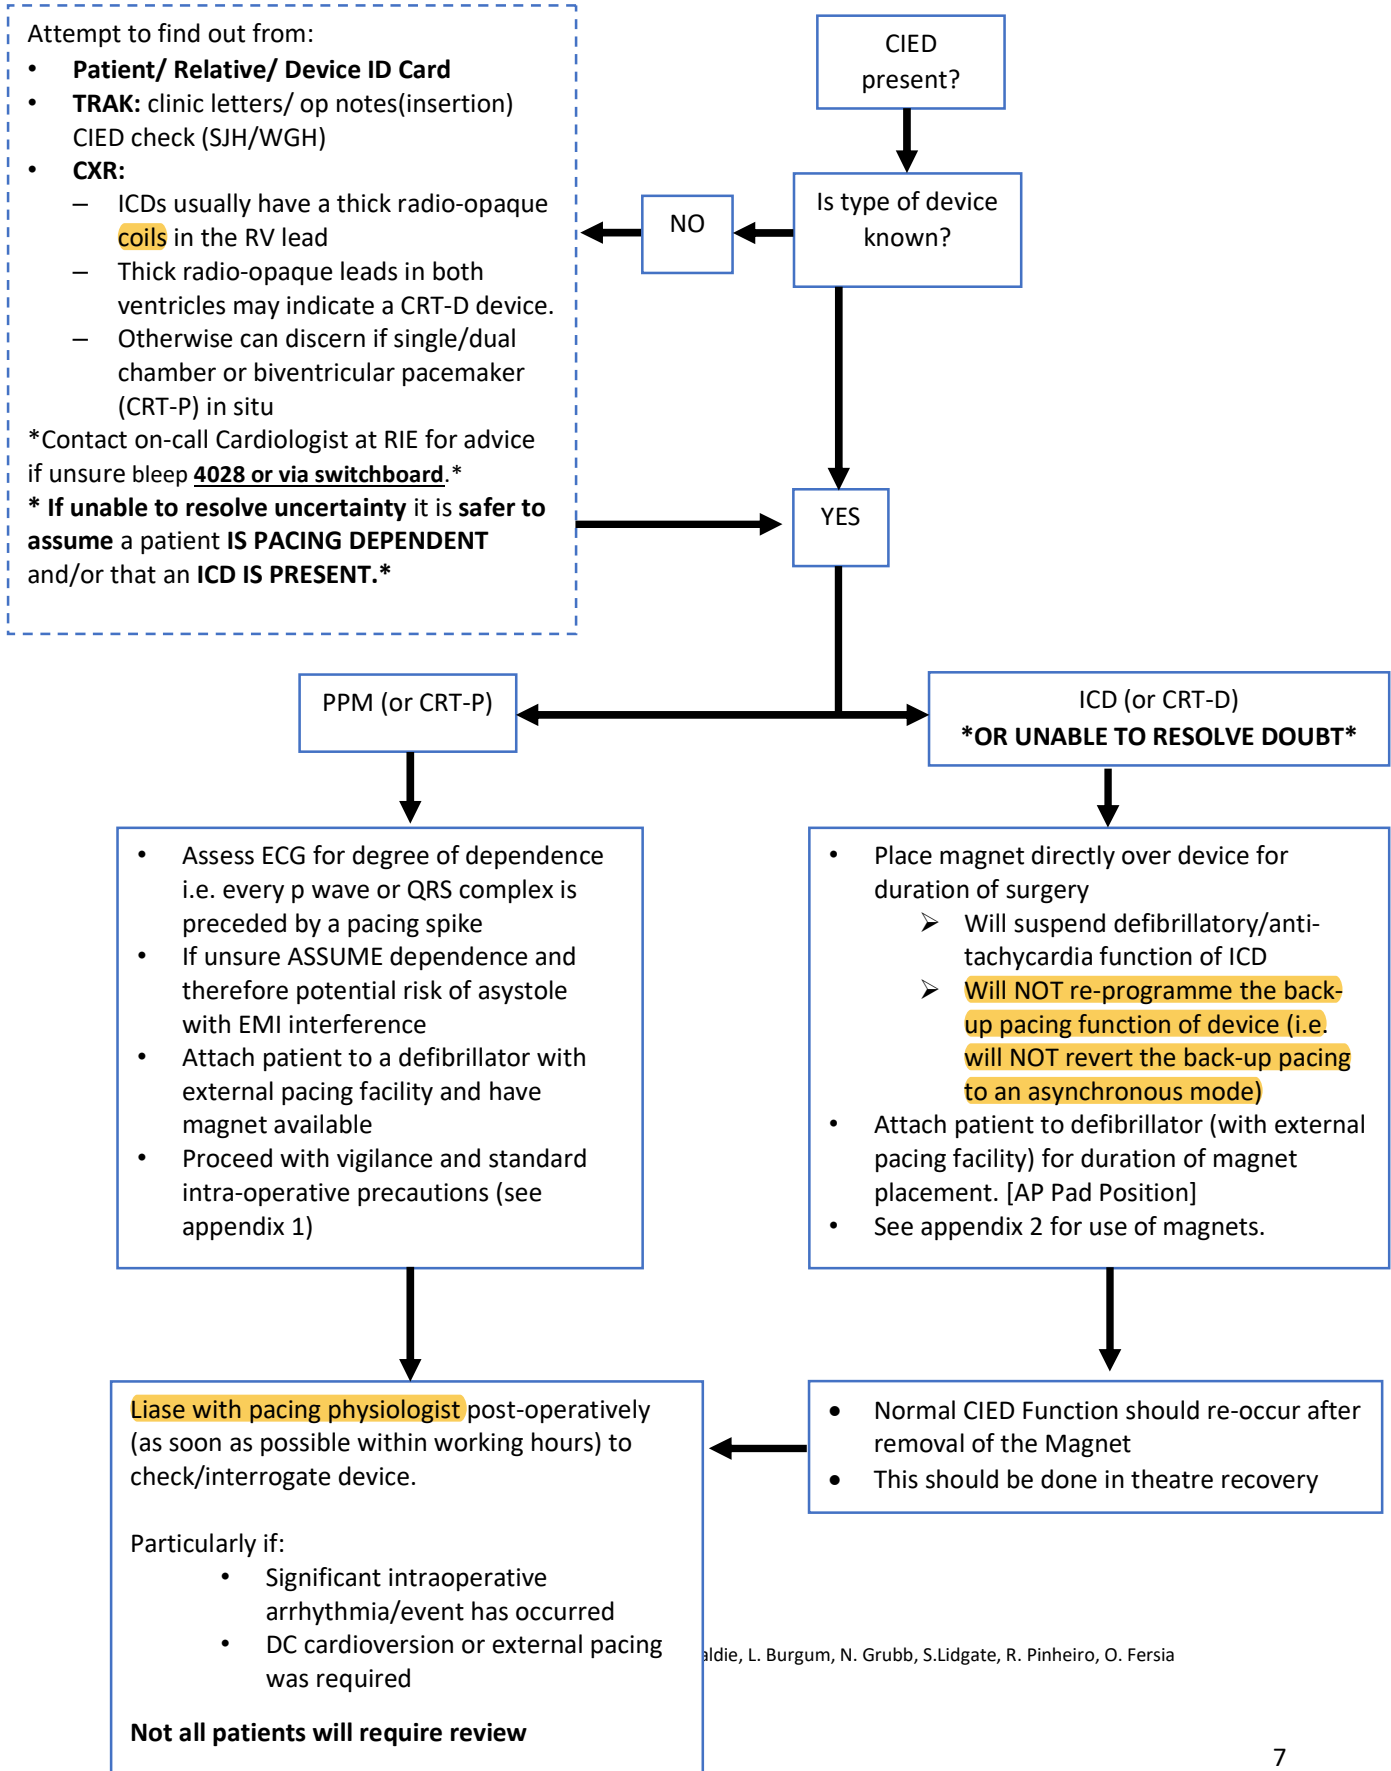 CIED
present?
Is type of device
known?
NO
Attempt to find out from:
• Patient/ Relative/ Device ID Card
• TRAK: clinic letters/ op notes(insertion)
CIED check (SJH/WGH)
• CXR:
– ICDs usually have a thick radio-opaque
coils in the RV lead
– Thick radio-opaque leads in both
ventricles may indicate a CRT-D device.
– Otherwise can discern if single/dual
chamber or biventricular pacemaker
(CRT-P) in situ
*Contact on-call Cardiologist at RIE for advice
if unsure bleep 4028 or via switchboard.*
* If unable to resolve uncertainty it is safer to
assume a patient IS PACING DEPENDENT
and/or that an ICD IS PRESENT.*
YES
PPM (or CRT-P)
ICD (or CRT-D)
*OR UNABLE TO RESOLVE DOUBT*
• Assess ECG for degree of dependence
i.e. every p wave or QRS complex is
preceded by a pacing spike
• If unsure ASSUME dependence and
therefore potential risk of asystole
with EMI interference
• Attach patient to a defibrillator with
external pacing facility and have
magnet available
• Proceed with vigilance and standard
intra-operative precautions (see
appendix 1)
• Place magnet directly over device for
duration of surgery
➢ Will suspend defibrillatory/anti-
tachycardia function of ICD
➢ Will NOT re-programme the back-
up pacing function of device (i.e.
will NOT revert the back-up pacing
to an asynchronous mode)
• Attach patient to defibrillator (with external
pacing facility) for duration of magnet
placement. [AP Pad Position]
• See appendix 2 for use of magnets.
• Normal CIED Function should re-occur after
removal of the Magnet
• This should be done in theatre recovery
Liase with pacing physiologist post-operatively
(as soon as possible within working hours) to
check/interrogate device.
Particularly if:
• Significant intraoperative
arrhythmia/event has occurred
• DC cardioversion or external pacing
was required
Not all patients will require review
aldie, L. Burgum, N. Grubb, S.Lidgate, R. Pinheiro, O. Fersia
7